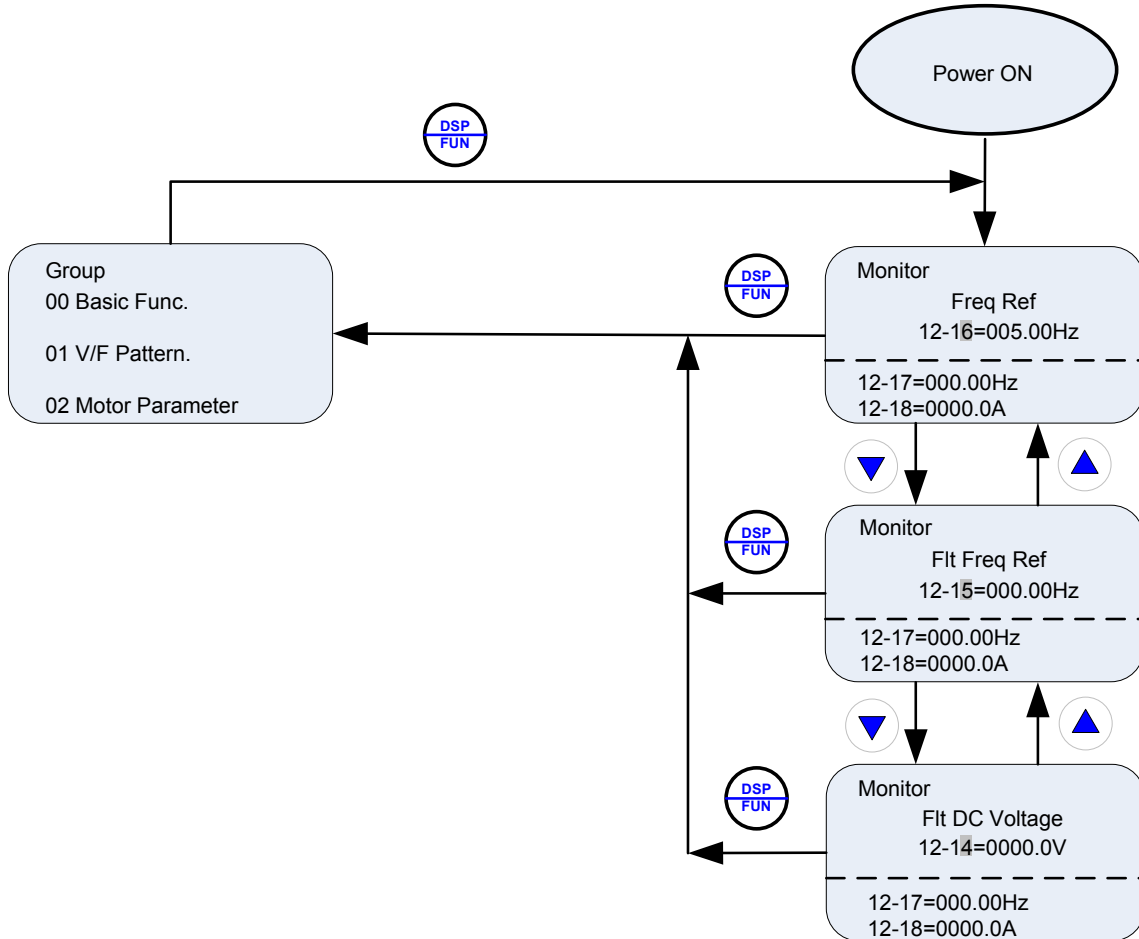 Power ON
DSP
FUN
Group
00 Basic Func.
01 V/F Pattern.
02 Motor Parameter
DSP
FUN
Monitor
Freq Ref
12-16=005.00Hz
12-17=000.00Hz
12-18=0000.0A
DSP
FUN
Monitor
Flt Freq Ref
12-15=000.00Hz
12-17=000.00Hz
12-18=0000.0A
DSP
FUN
Monitor
Flt DC Voltage
12-14=0000.0V
12-17=000.00Hz
12-18=0000.0A